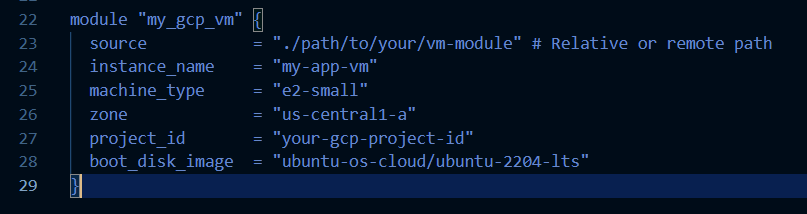 22 module "my_gcp_vm" {
23 source = "./path/to/your/vm-module" # Relative or remote path
24 instance_name = "my-app-vm"
25 machine_type = "e2-small"
26 zone = "us-central1-a"
27 project_id = "your-gcp-project-id"
28 boot_disk_image = "ubuntu-os-cloud/ubuntu-2204-lts"
29 }